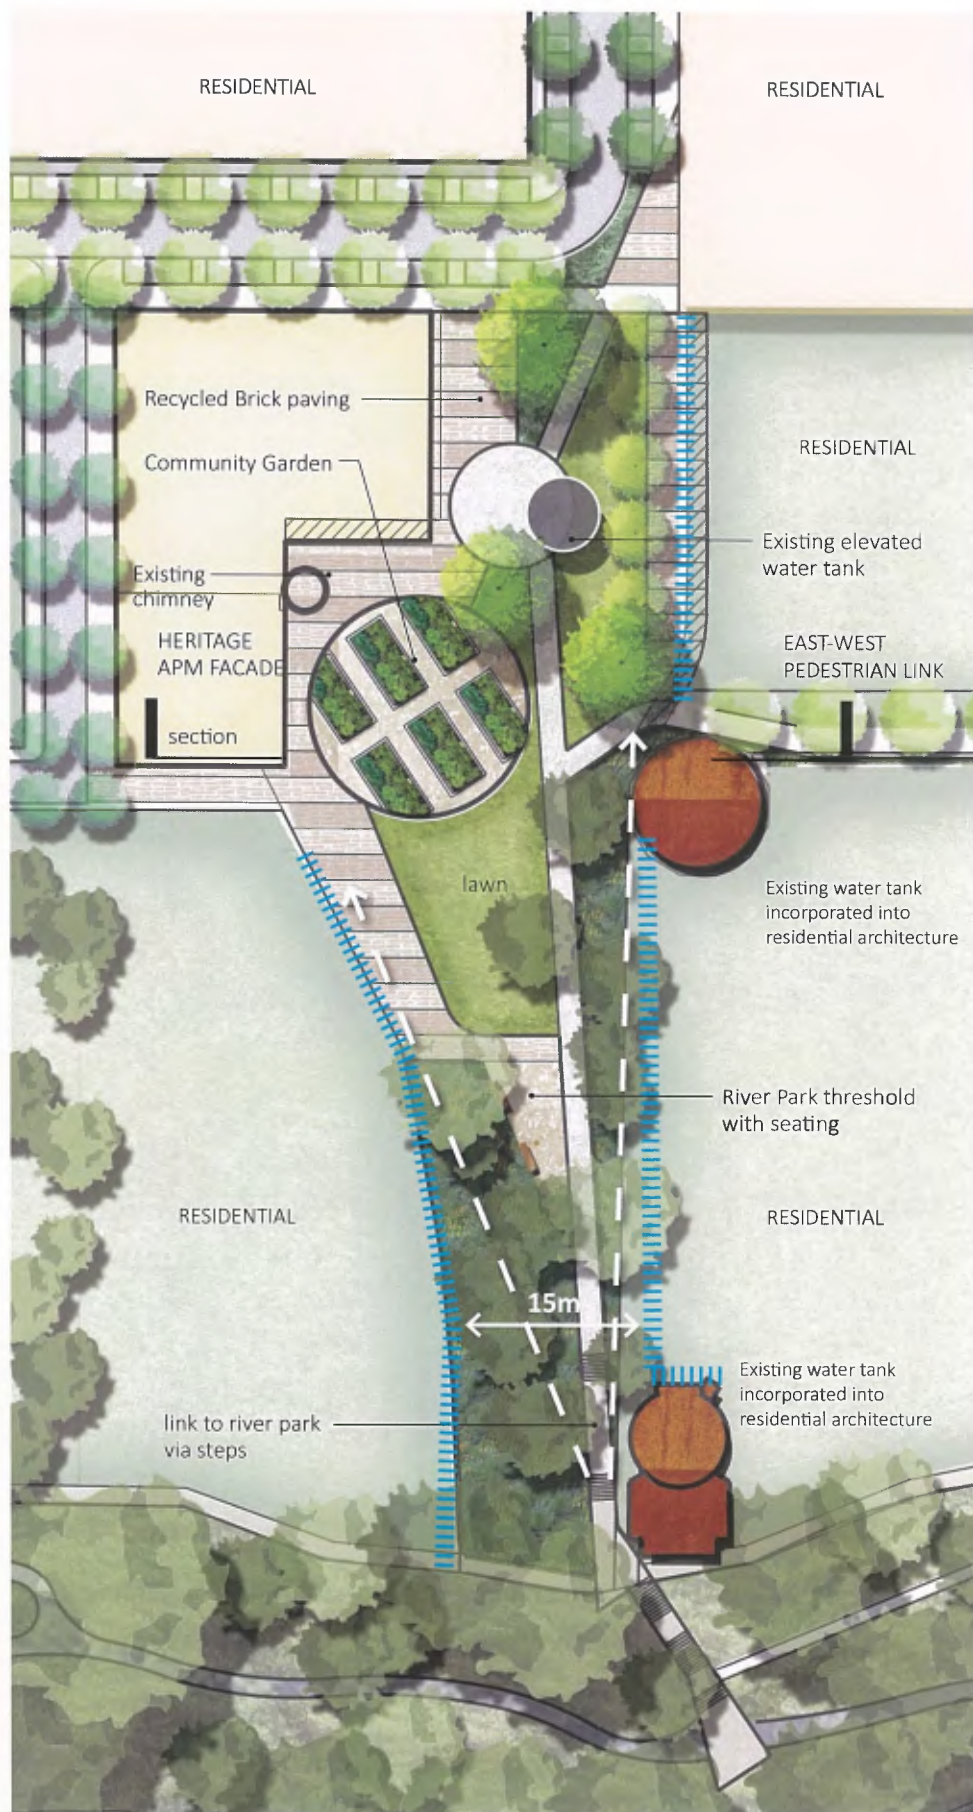 RESIDENTIAL
RESIDENTIAL
Recycled Brick paving
Community Garden
RESIDENTIAL
Existing elevated
water tank
Existing
chimney
HERITAGE
APM FACADE
EAST-WEST
PEDESTRIAN LINK
section
lawn
Existing water tank
incorporated into
residential architecture
River Park threshold
with seating
RESIDENTIAL
RESIDENTIAL
15m
Existing water tank
incorporated into
residential architecture
link to river park
via steps